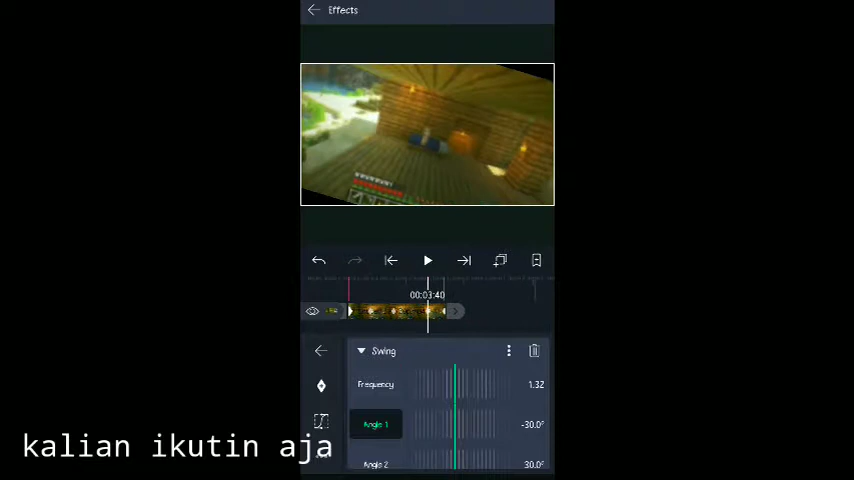 Effects
00:03:40
Swing
Frequency 1.32
Angle 1 -30.0°
Angle 2 30.0°
kalian ikutin aja